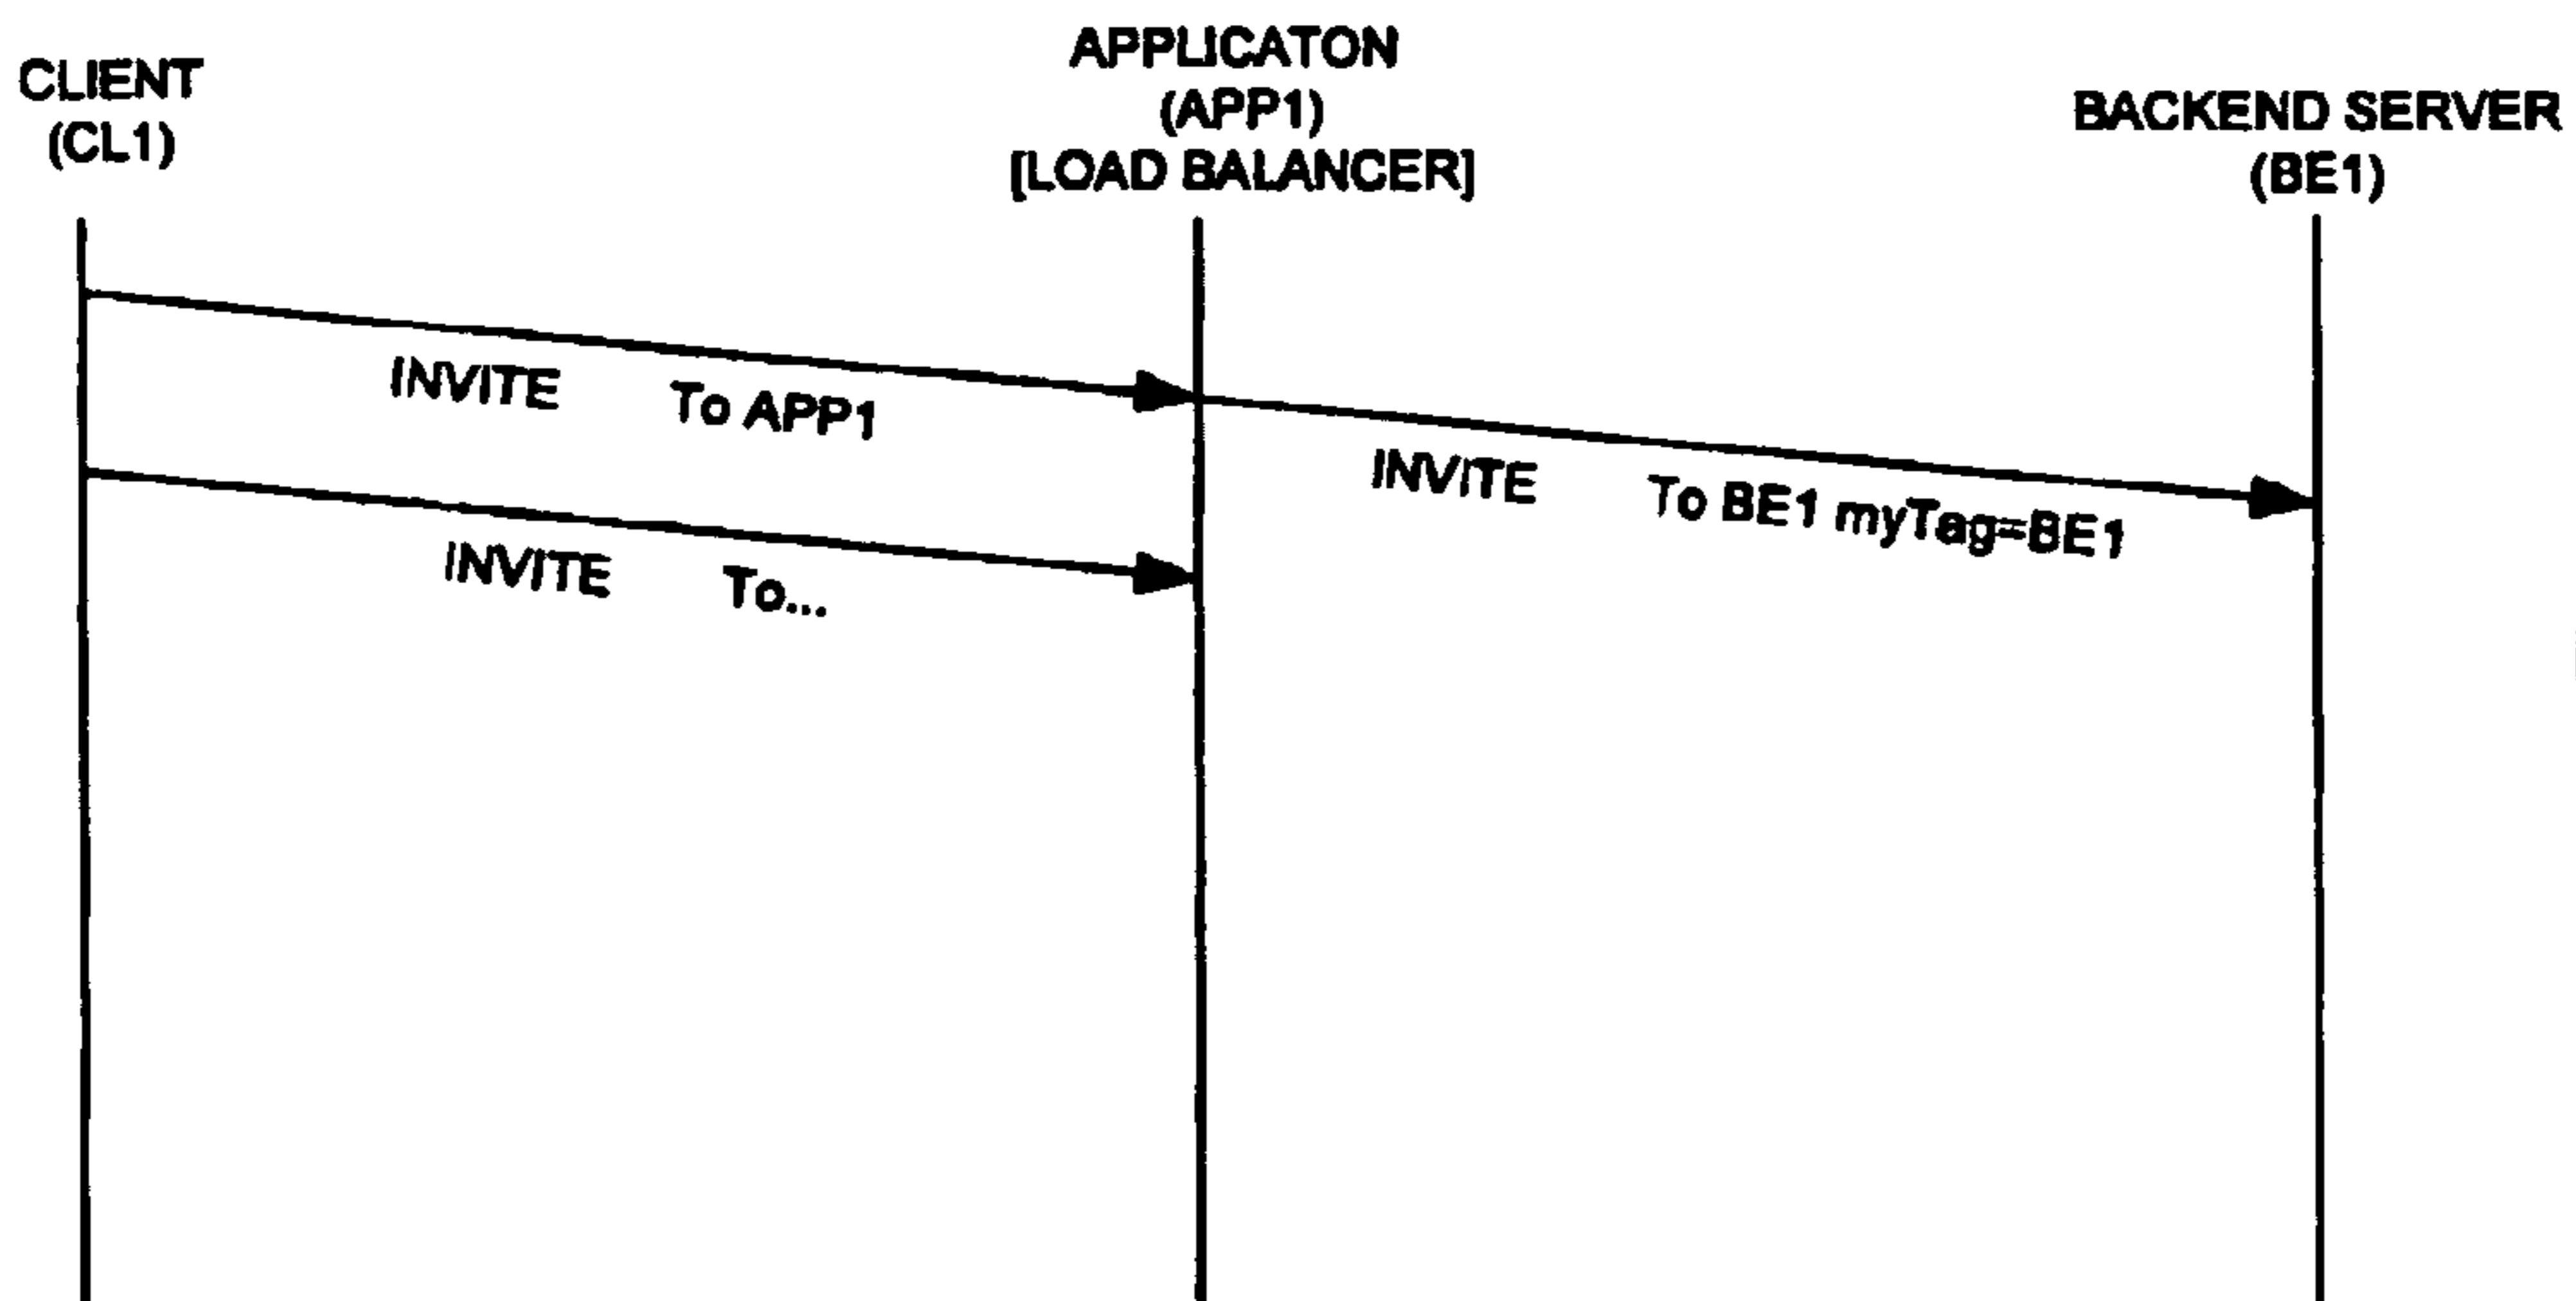 CLIENT
(CL1)
APPLICATON
(APP1)
[LOAD BALANCER]
BACKEND SERVER
(BE1)
INVITE To APP1
INVITE To BE1 myTag=BE1
INVITE To...